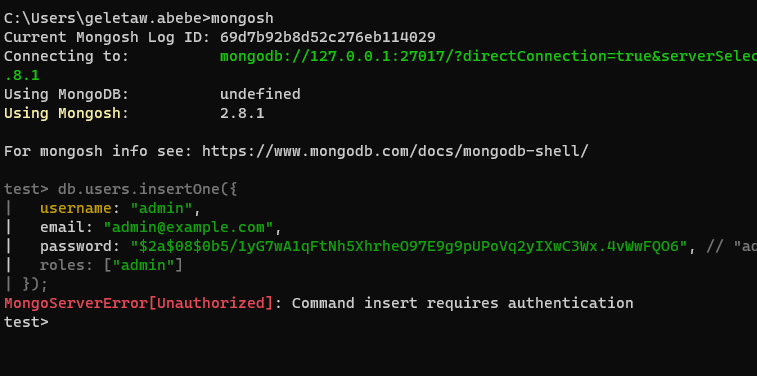 C:\Users\geletaw.abebe>mongosh
Current Mongosh Log ID: 69d7b92b8d52c276eb114029
Connecting to:          mongodb://127.0.0.1:27017/?directConnection=true&serverSelec
.8.1
Using MongoDB:          undefined
Using Mongosh:          2.8.1
For mongosh info see: https://www.mongodb.com/docs/mongodb-shell/
test> db.users.insertOne({
|   username: "admin",
|   email: "admin@example.com",
|   password: "$2a$08$0b5/1yG7wA1qFtNh5XhrheO97E9g9pUPoVq2yIXwC3Wx.4vWwFQO6", // "ad
|   roles: ["admin"]
| });
MongoServerError[Unauthorized]: Command insert requires authentication
test>